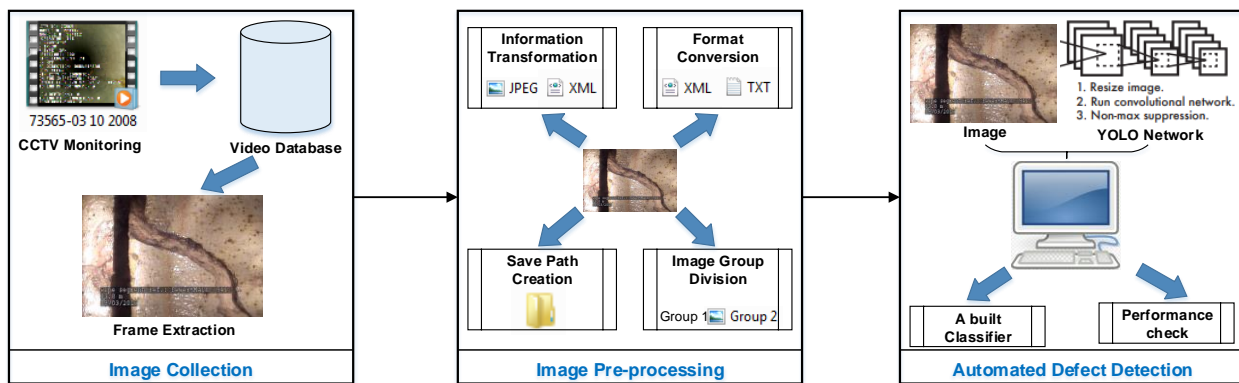 73565-03 10 2008
CCTV Monitoring
Video Database
Frame Extraction
Image Collection
Information
Transformation
JPEG XML
Format
Conversion
XML TXT
Save Path
Creation
Image Group
Division
Group 1 Group 2
Image Pre-processing
1. Resize image.
2. Run convolutional network.
3. Non-max suppression.
Image
YOLO Network
A built
Classifier
Performance
check
Automated Defect Detection